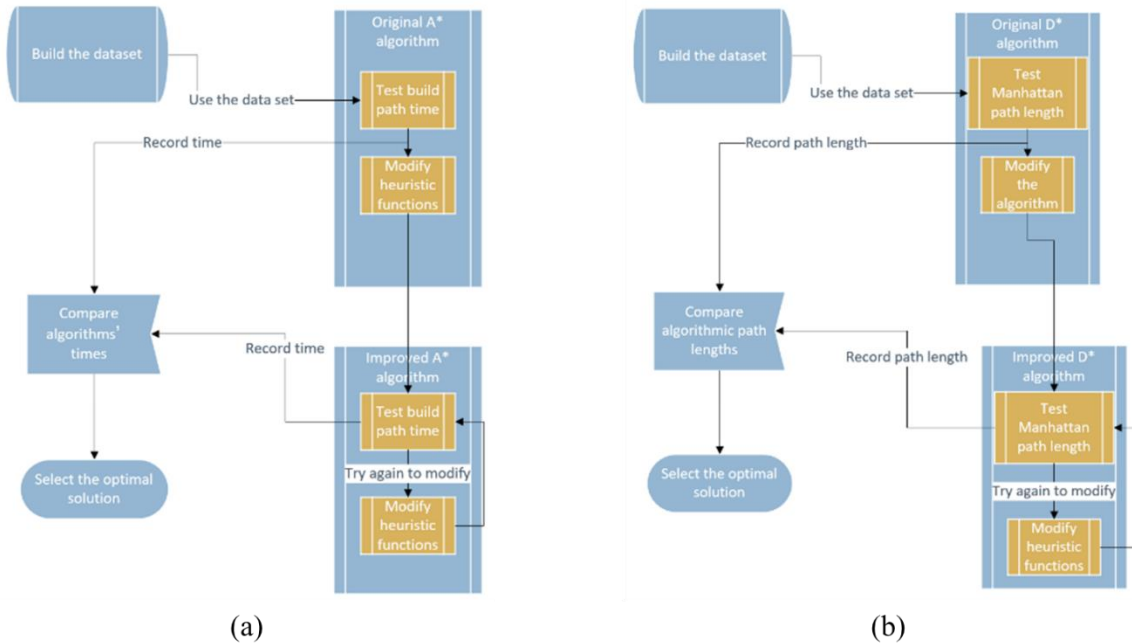 Build the dataset
Original A*
algorithm
Use the data set
Test build
path time
Record time
Modify
heuristic
functions
Compare
algorithms'
times
Record time
Improved A*
algorithm
Test build
path time
Try again to modify
Select the optimal
solution
Modify
heuristic
functions
(a)
Build the dataset
Original D*
algorithm
Use the data set
Test
Manhattan
path length
Record path length
Modify
the
algorithm
Compare
algorithmic path
lengths
Record path length
Improved D*
algorithm
Test
Manhattan
path length
Try again to modify
Select the optimal
solution
Modify
heuristic
functions
(b)